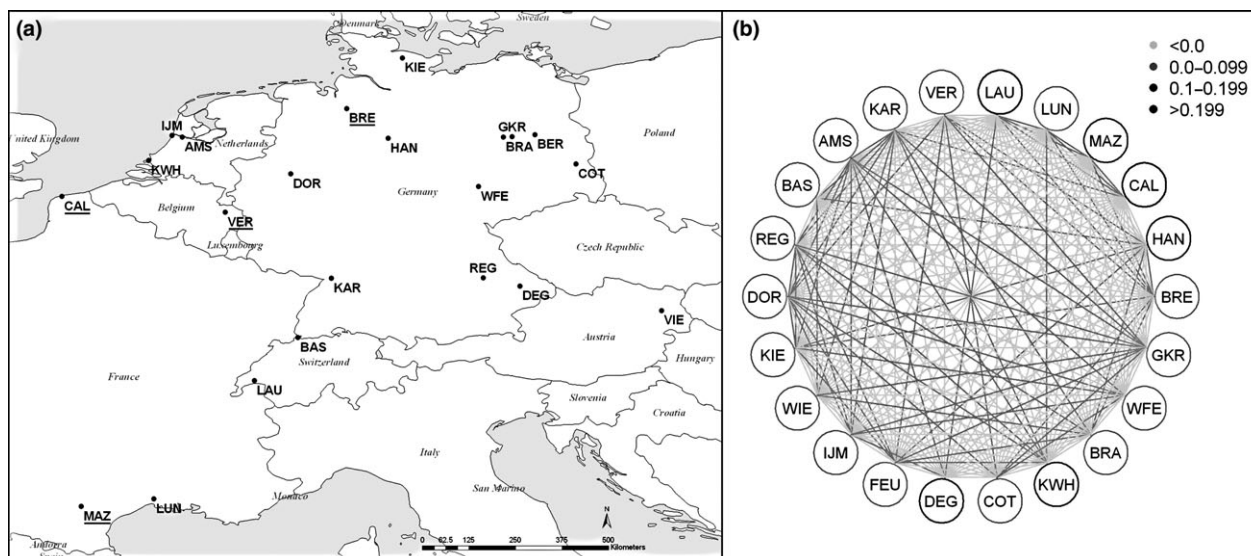 (a)
Denmark
Sweden
KIE
BRE
United Kingdom
IJM
AMS
Netherlands
HAN
GKR
BRA
BER
Poland
KWH
DOR
Germany
COT
WFE
CAL
Belgium
VER
Luxembourg
Czech Republic
REG
KAR
DEG
VIE
Austria
BAS
Switzerland
Hungary
France
LAU
Slovenia
Croatia
Italy
Monaco
San Marino
MAZ
LUN
N
Andorra
Spain
0 62.5 125 250 375 500
Kilometers
(b)
<0.0
0.0–0.099
0.1–0.199
>0.199
VER
LAU
LUN
MAZ
CAL
HAN
BRE
GKR
WFE
BRA
KWH
COT
DEG
FEU
IJM
WIE
KIE
DOR
REG
BAS
AMS
KAR